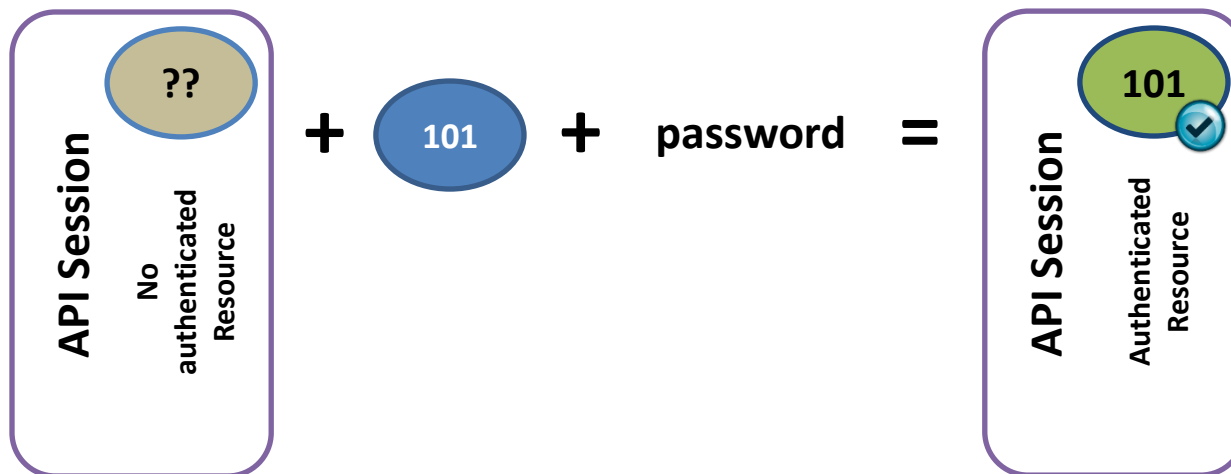 API Session
??
No
authenticated
Resource
+
101
+
password
=
API Session
101
Authenticated
Resource